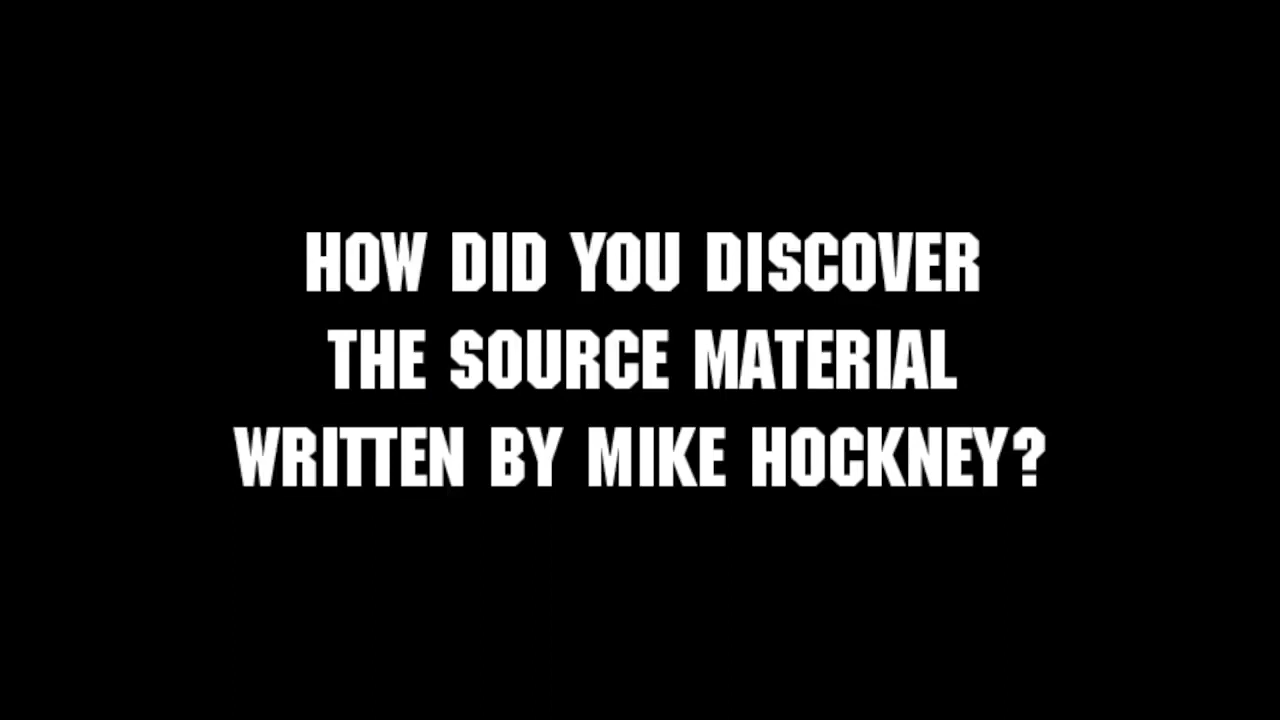 HOW DID YOU DISCOVER
THE SOURCE MATERIAL
WRITTEN BY MIKE HOCKNEY?